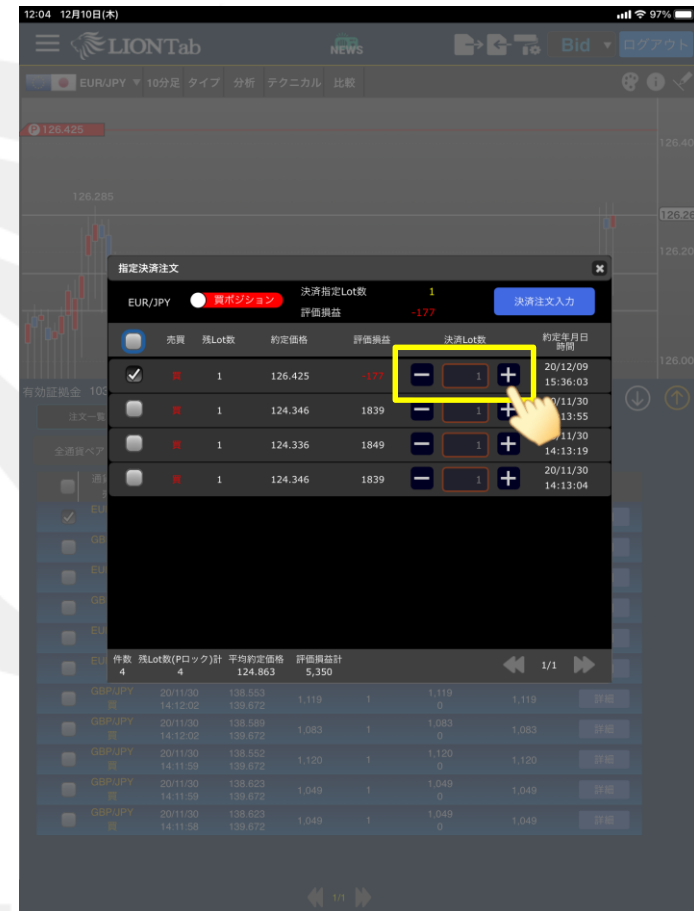 12:04 12月10日(木) 97%
LIONTab NEWS Bid ▼ ログアウト
EUR/JPY ▼ 10分足 タイプ 分析 テクニカル 比較
P 126.425
126.40
126.285
126.26
126.20
指定決済注文
EUR/JPY 買ポジション 決済指定Lot数 1 決済注文入力
評価損益 -177
売買 残Lot数 約定価格 評価損益 決済Lot数 約定年月日
時間
買 1 126.425 -177 1 20/12/09
15:36:03
126.00
有効証拠金 103
買 1 124.346 1839 1 /11/30
13:55
注文一覧
買 1 124.336 1849 1 /11/30
14:13:19
全通貨ペア
買 1 124.346 1839 1 20/11/30
14:13:04
EU
GB
EU
GB
EU
EU
件数 残Lot数(Pロック)計 平均約定価格 評価損益計
4 4 124.863 5,350 1/1
GBP/JPY 20/11/30 138.553 1,119 1 1,119 1,119 詳細
買 14:12:02 139.672 0
GBP/JPY 20/11/30 138.589 1,083 1 1,083 1,083 詳細
買 14:12:02 139.672 0
GBP/JPY 20/11/30 138.552 1,120 1 1,120 1,120 詳細
買 14:11:59 139.672 0
GBP/JPY 20/11/30 138.623 1,049 1 1,049 1,049 詳細
買 14:11:59 139.672 0
GBP/JPY 20/11/30 138.623 1,049 1 1,049 1,049 詳細
買 14:11:58 139.672 0
1/1